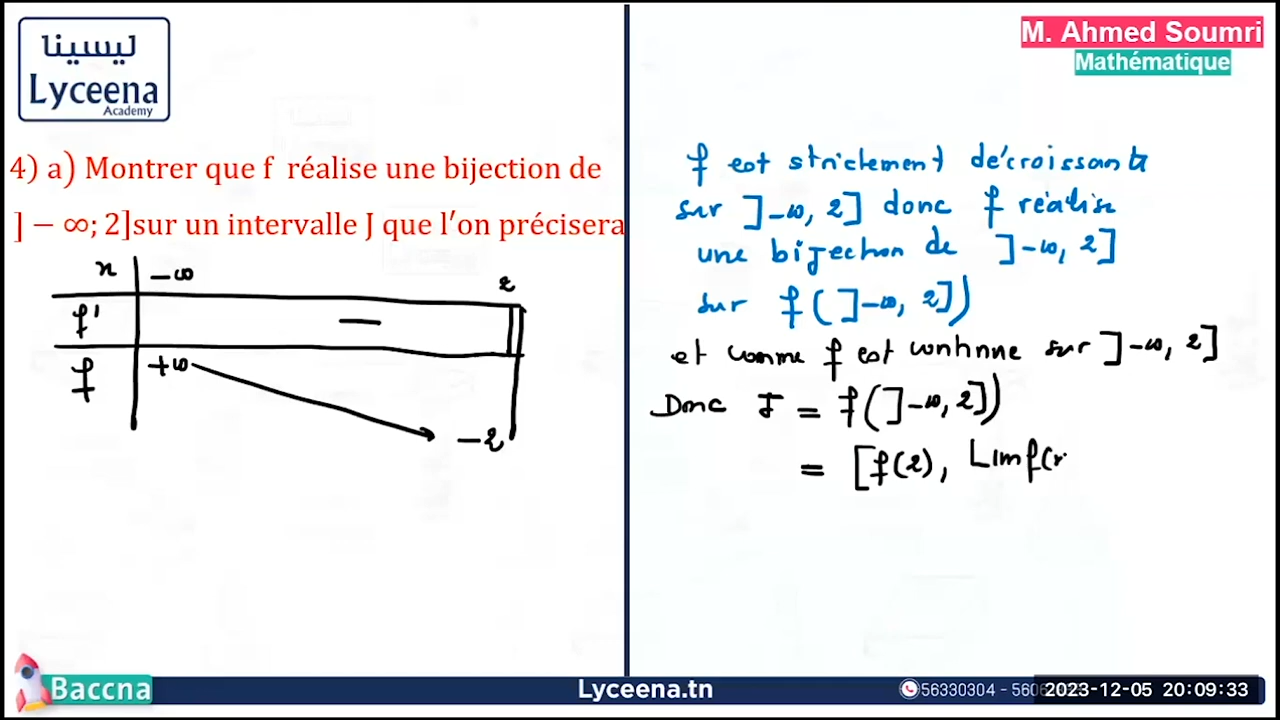 ليسينا
Lyceena
Academy
M. Ahmed Soumri
Mathématique
4) a) Montrer que f réalise une bijection de
]−∞; 2]sur un intervalle J que l'on précisera
x −∞ 2
f' −
f +∞ −2
f est strictement décroissante
sur ]-∞, 2] donc f réalise
une bijection de ]-∞, 2]
sur f(]-∞, 2])
et comme f est continue sur ]-∞, 2]
Donc J = f(]-∞, 2])
= [f(2), Lim f(x
Baccna
Lyceena.tn
56330304 - 560
2023-12-05 20:09:33